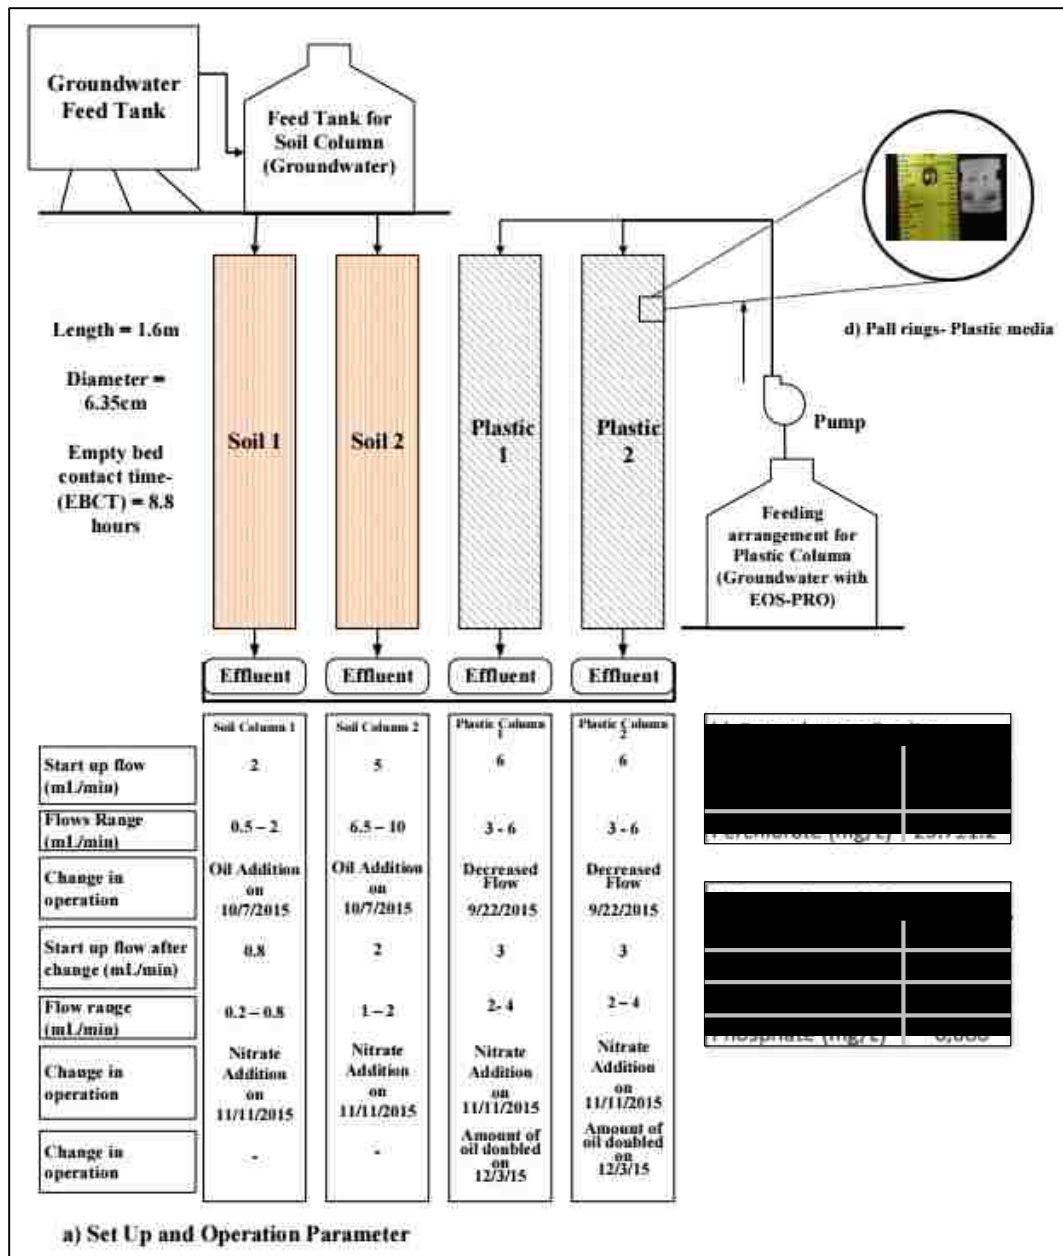 Groundwater
Feed Tank
Feed Tank for
Soil Column
(Groundwater)
Length = 1.6m
Diameter =
6.35cm
Empty bed
contact time-
(EBCT) = 8.8
hours
Soil 1
Soil 2
Plastic
1
Plastic
2
d) Pall rings- Plastic media
Pump
Feeding
arrangement for
Plastic Column
(Groundwater with
EOS-PRO)
Effluent Effluent Effluent Effluent
Soil Column 1 Soil Column 2 Plastic Column 1 Plastic Column 2
Start up flow (mL/min) 2 5 6 6
Flows Range (mL/min) 0.5 – 2 6.5 – 10 3 - 6 3 - 6
Change in operation Oil Addition on 10/7/2015 Oil Addition on 10/7/2015 Decreased Flow 9/22/2015 Decreased Flow 9/22/2015
Start up flow after change (mL/min) 0.8 2 3 3
Flow range (mL/min) 0.2 – 0.8 1 – 2 2- 4 2 – 4
Change in operation Nitrate Addition on 11/11/2015 Nitrate Addition on 11/11/2015 Nitrate Addition on 11/11/2015 Nitrate Addition on 11/11/2015
Change in operation - - Amount of oil doubled on 12/3/15 Amount of oil doubled on 12/3/15
a) Set Up and Operation Parameter